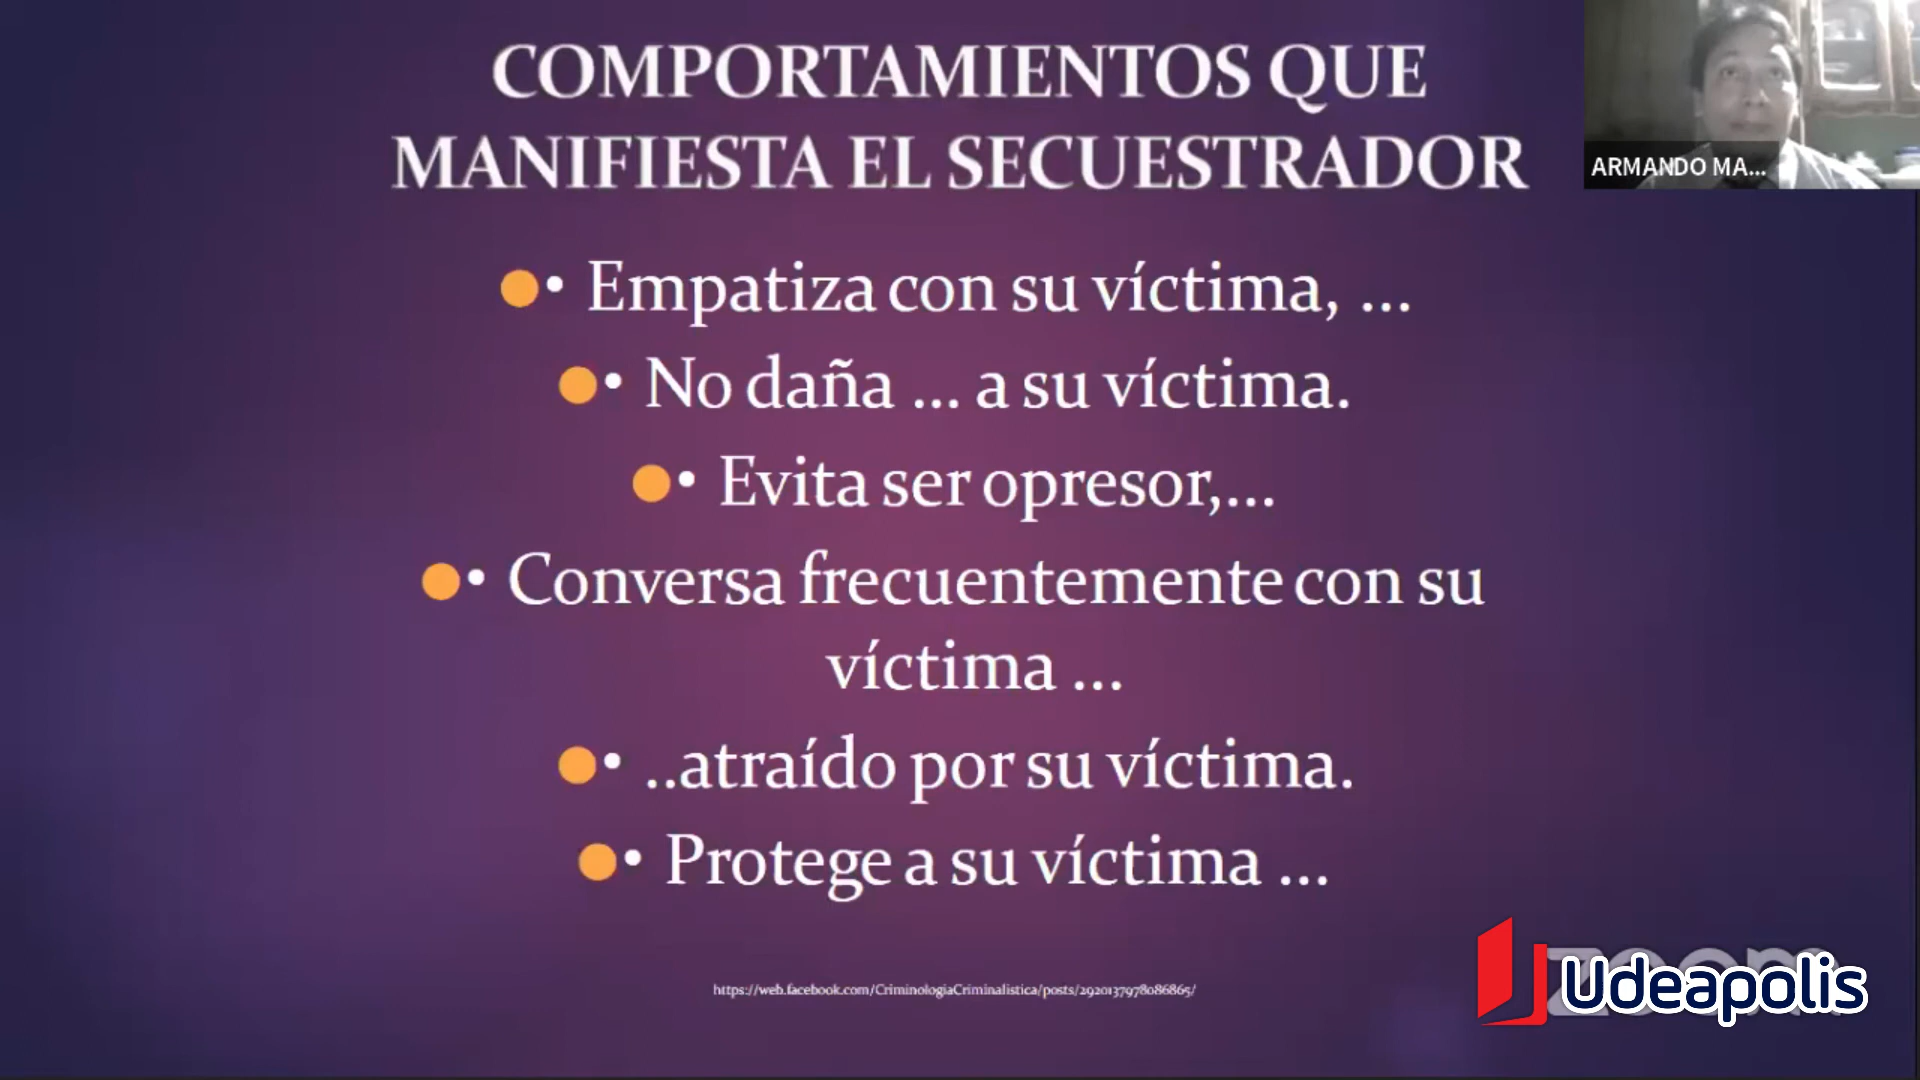 COMPORTAMIENTOS QUE
MANIFIESTA EL SECUESTRADOR
ARMANDO MA...
• Empatiza con su víctima, ...
• No daña ... a su víctima.
• Evita ser opresor,...
• Conversa frecuentemente con su
víctima ...
• ..atraído por su víctima.
• Protege a su víctima ...
https://web.facebook.com/CriminologiaCriminalistica/posts/2920137978086865/
zoom
Udeapolis